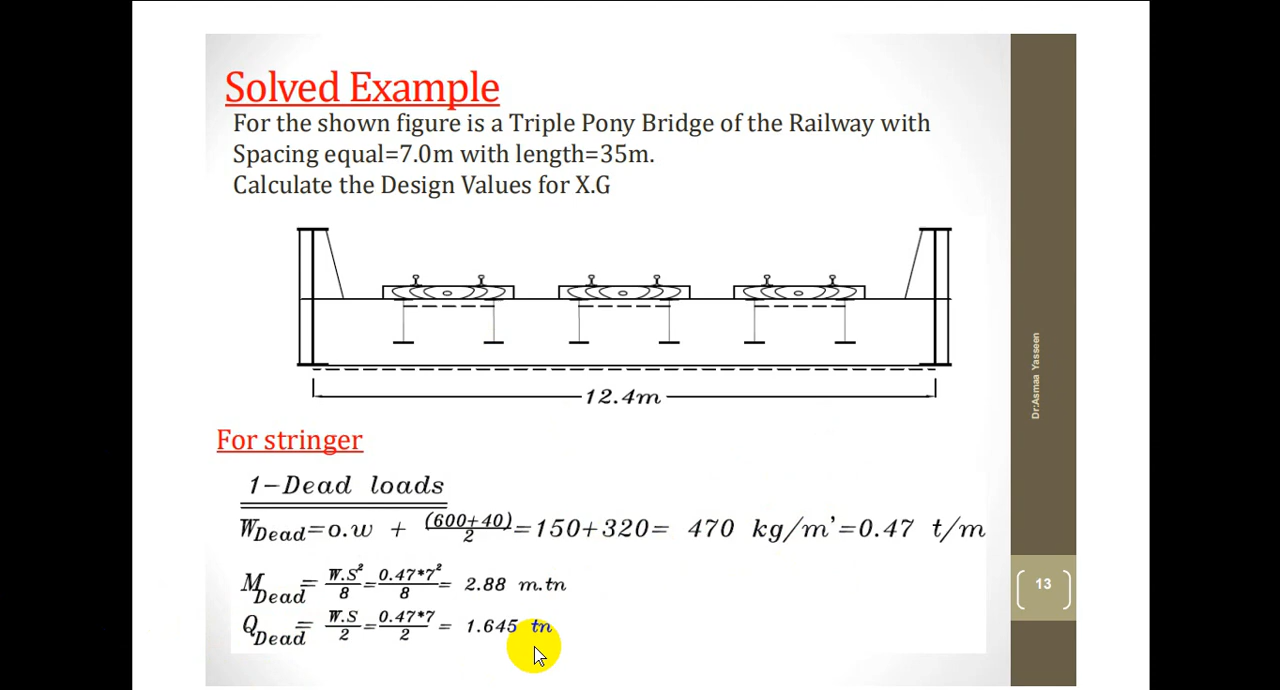 Solved Example
For the shown figure is a Triple Pony Bridge of the Railway with
Spacing equal=7.0m with length=35m.
Calculate the Design Values for X.G
12.4m
For stringer
1-Dead loads
W_Dead=o.w + (600+40)/2=150+320= 470 kg/m'=0.47 t/m
M_Dead = W.S²/8=0.47*7²/8= 2.88 m.tn
Q_Dead = W.S/2=0.47*7/2= 1.645 tn
Dr:Asmaa Yasseen
13